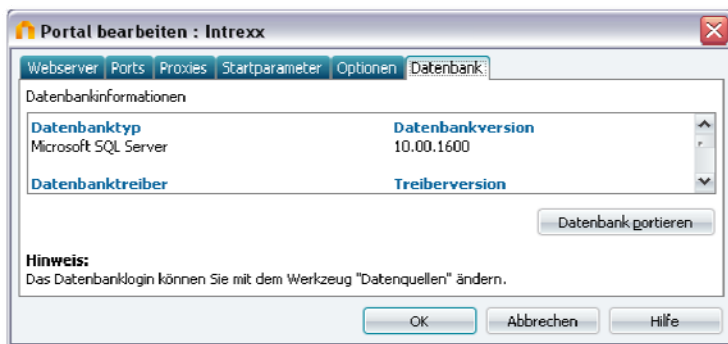 Portal bearbeiten : Intrexx
Webserver Ports Proxies Startparameter Optionen Datenbank
Datenbankinformationen
Datenbanktyp Datenbankversion
Microsoft SQL Server 10.00.1600
Datenbanktreiber Treiberversion
Datenbank portieren
Hinweis:
Das Datenbanklogin können Sie mit dem Werkzeug "Datenquellen" ändern.
OK Abbrechen Hilfe